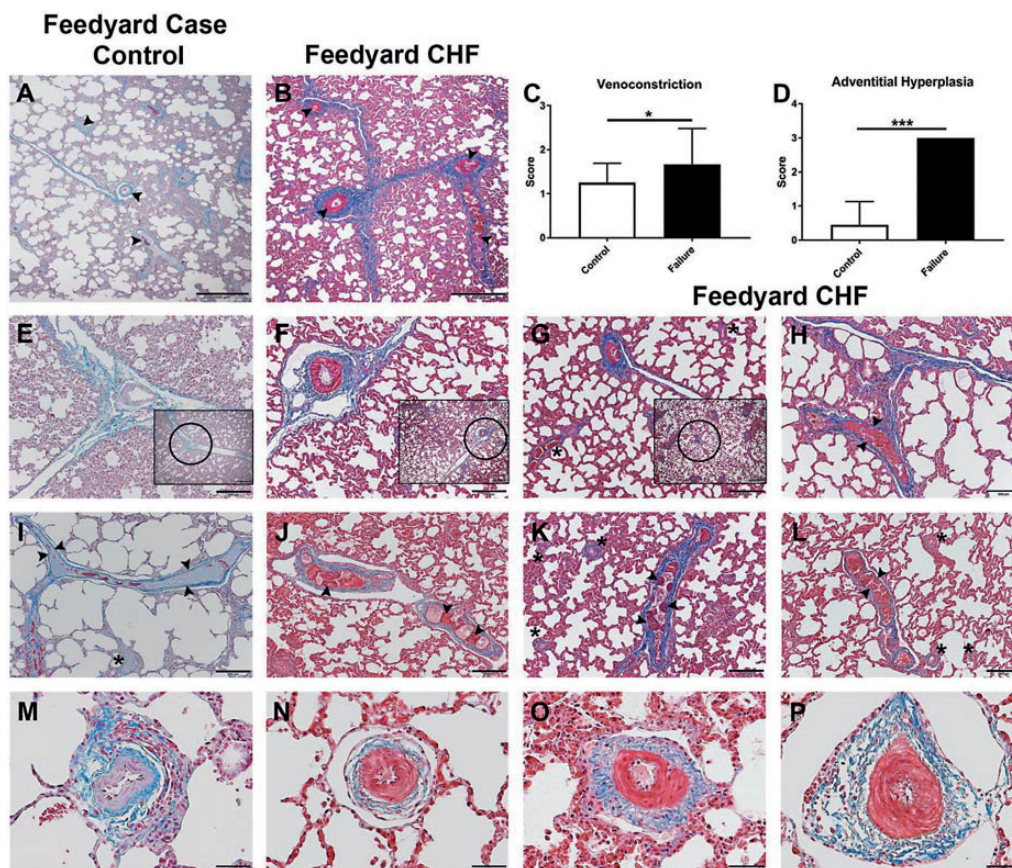 Feedyard Case
Control
Feedyard CHF
A
B
C
Venoconstriction
3
2
1
0
Score
*
Control
Failure
D
Adventitial Hyperplasia
4
3
2
1
0
Score
***
Control
Failure
Feedyard CHF
E
F
G
*
*
H
I
*
J
K
*
*
*
L
*
*
*
M
N
O
P